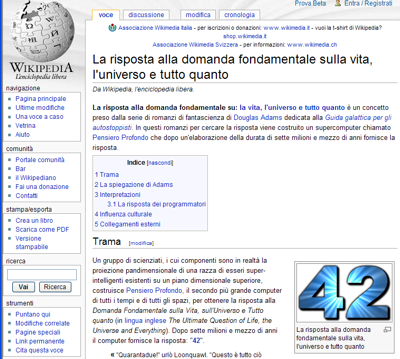 Prova Beta
Entra / Registrati
voce
discussione
modifica
cronologia
Associazione Wikimedia Italia - per iscrizioni e donazioni: www.wikimedia.it - vuoi la t-shirt di Wikipedia?
shop.wikimedia.it
Associazione Wikimedia Svizzera - per informazioni: www.wikimedia.ch
WIKIPEDIA
L'enciclopedia libera
navigazione
Pagina principale
Ultime modifiche
Una voce a caso
Vetrina
Aiuto
comunità
Portale comunità
Bar
il Wikipediano
Fai una donazione
Contatti
stampa/esporta
Crea un libro
Scarica come PDF
Versione
stampabile
ricerca
Vai
Ricerca
strumenti
Puntano qui
Modifiche correlate
Pagine speciali
Link permanente
Cita questa voce
La risposta alla domanda fondamentale sulla vita,
l'universo e tutto quanto
Da Wikipedia, l'enciclopedia libera.
La risposta alla domanda fondamentale su: la vita, l'universo e tutto quanto è un concetto
preso dalla serie di romanzi di fantascienza di Douglas Adams dedicata alla Guida galattica per gli
autostoppisti. In questi romanzi per cercare la risposta viene costruito un supercomputer chiamato
Pensiero Profondo che dopo un'elaborazione della durata di sette milioni e mezzo di anni fornisce la
risposta.
Indice [nascondi]
1 Trama
2 La spiegazione di Adams
3 Interpretazioni
3.1 La risposta dei programmatori
4 Influenza culturale
5 Collegamenti esterni
Trama [modifica]
Un gruppo di scienziati, i cui componenti sono in realtà la
proiezione pandimensionale di una razza di esseri super-
intelligenti esistenti su un piano dimensionale superiore,
costruisce Pensiero Profondo, il secondo più grande computer
di tutti i tempi e di tutti gli spazi, per ottenere la risposta alla
Domanda Fondamentale sulla Vita, sull'Universo e Tutto
quanto (in lingua inglese The Ultimate Question of Life, the
Universe and Everything). Dopo sette milioni e mezzo di anni
il computer fornisce la risposta: "42".
42
La risposta alla domanda
fondamentale sulla vita,
l'universo e tutto quanto
« "Quarantadue!" urlò Loonquawl. "Questo è tutto ciò